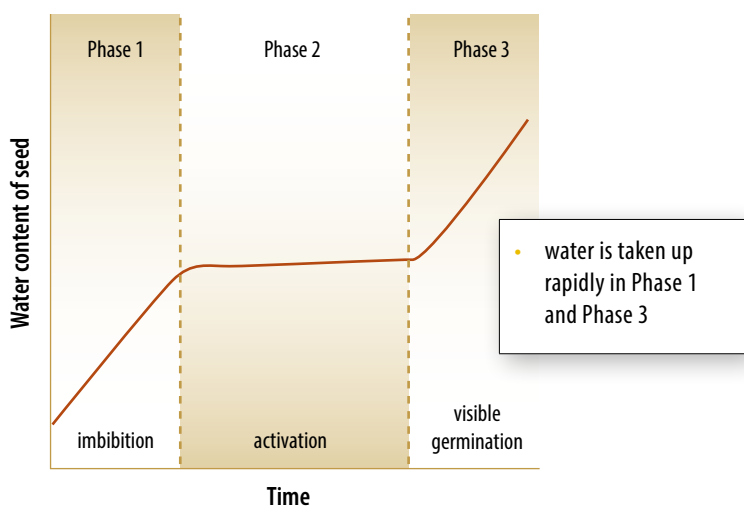 Phase 1
Phase 2
Phase 3
Water content of seed
• water is taken up
rapidly in Phase 1
and Phase 3
imbibition
activation
visible
germination
Time